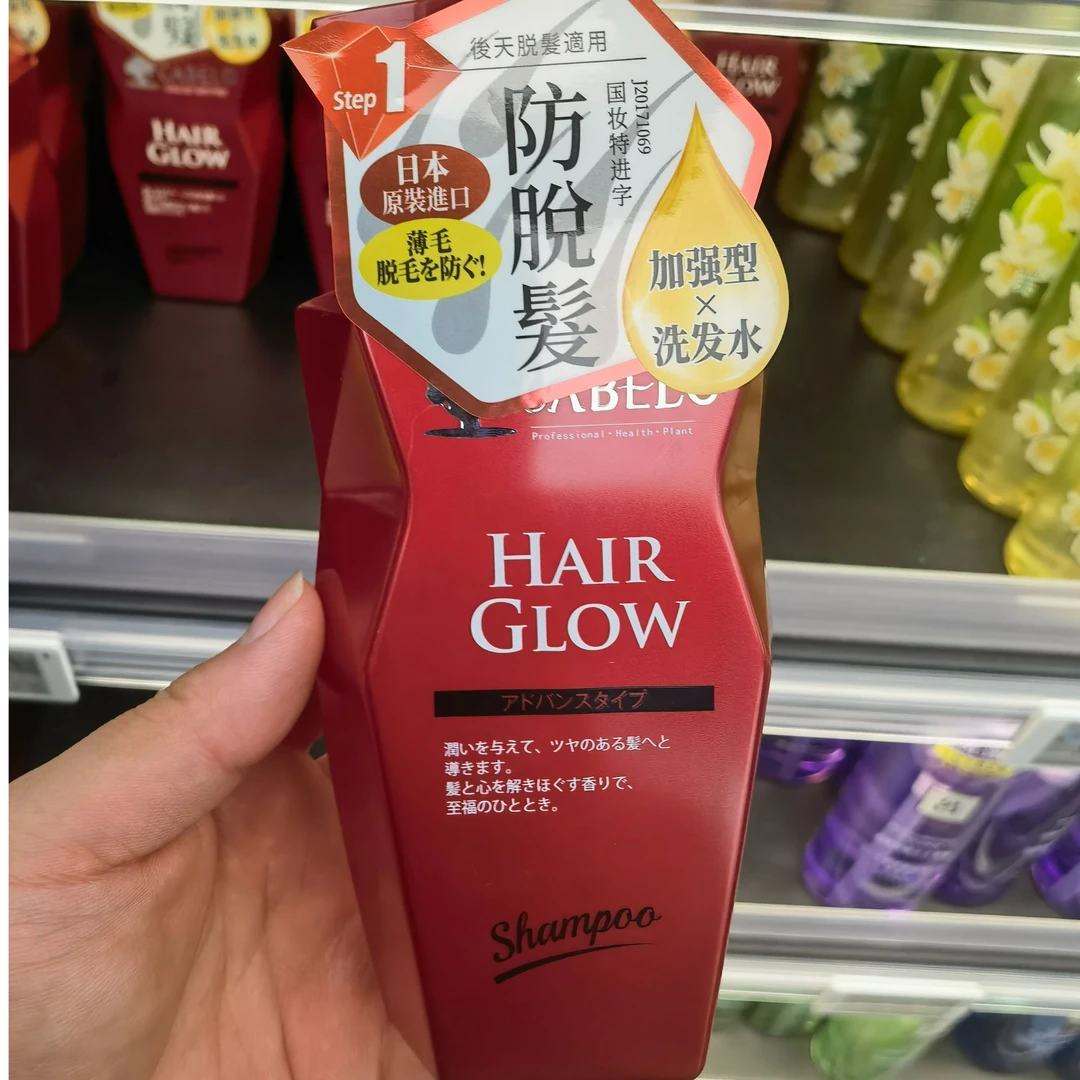 Step 1
後天脱髮適用
防脫髮
国妆特进字
J20171069
日本
原裝進口
薄毛
脱毛を防ぐ!
加强型
×
洗发水
Professional・Health・Plant
HAIR
GLOW
アドバンスタイプ
潤いを与えて、ツヤのある髪へと
導きます。
髪と心を解きほぐす香りで、
至福のひととき。
Shampoo
CABELO
HAIR
GLOW
HAIR
GLOW